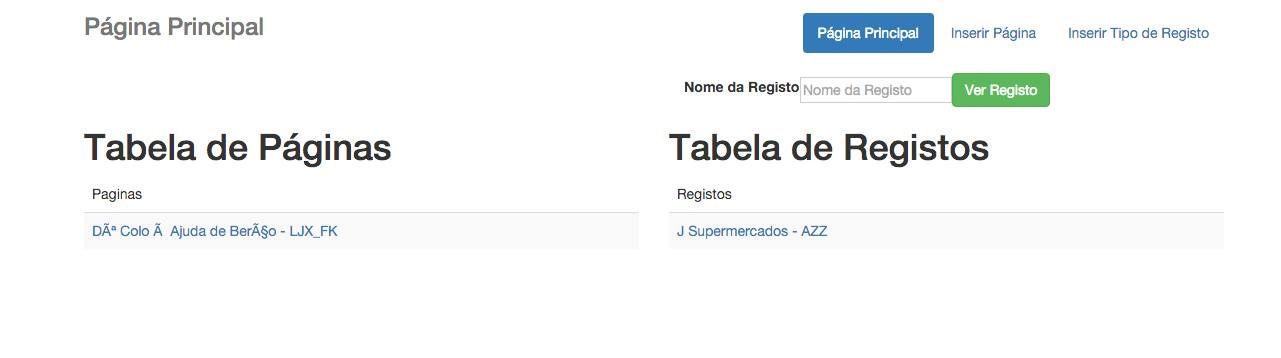 Página Principal
Página Principal Inserir Página Inserir Tipo de Registo
Nome da Registo Nome da Registo Ver Registo
Tabela de Páginas
Paginas
DÃª Colo Ã  Ajuda de BerÃ§o - LJX_FK
Tabela de Registos
Registos
J Supermercados - AZZ